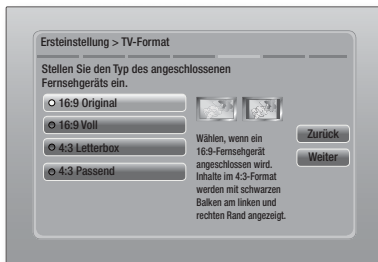 Ersteinstellung > TV-Format
Stellen Sie den Typ des angeschlossenen
Fernsehgeräts ein.
16:9 Original
16:9 Voll
4:3 Letterbox
4:3 Passend
Wählen, wenn ein
16:9-Fernsehgerät
angeschlossen wird.
Inhalte im 4:3-Format
werden mit schwarzen
Balken am linken und
rechten Rand angezeigt.
Zurück
Weiter